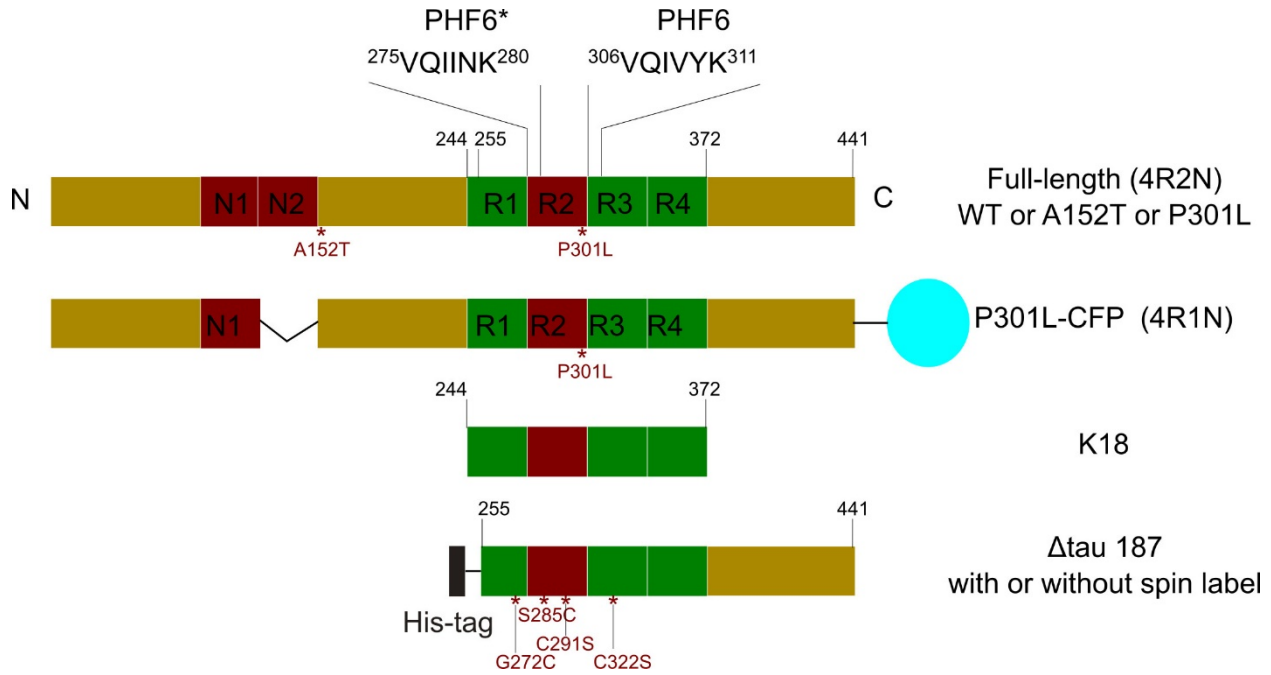 PHF6*
PHF6
²⁷⁵VQIINK²⁸⁰
³⁰⁶VQIVYK³¹¹
244 255
372
441
N
N1 N2
R1 R2 R3 R4
C
Full-length (4R2N)
WT or A152T or P301L
*
A152T
*
P301L
N1
R1 R2 R3 R4
P301L-CFP (4R1N)
*
P301L
244
372
K18
255
441
Δtau 187
with or without spin label
His-tag
* * * *
S285C
C291S
G272C
C322S